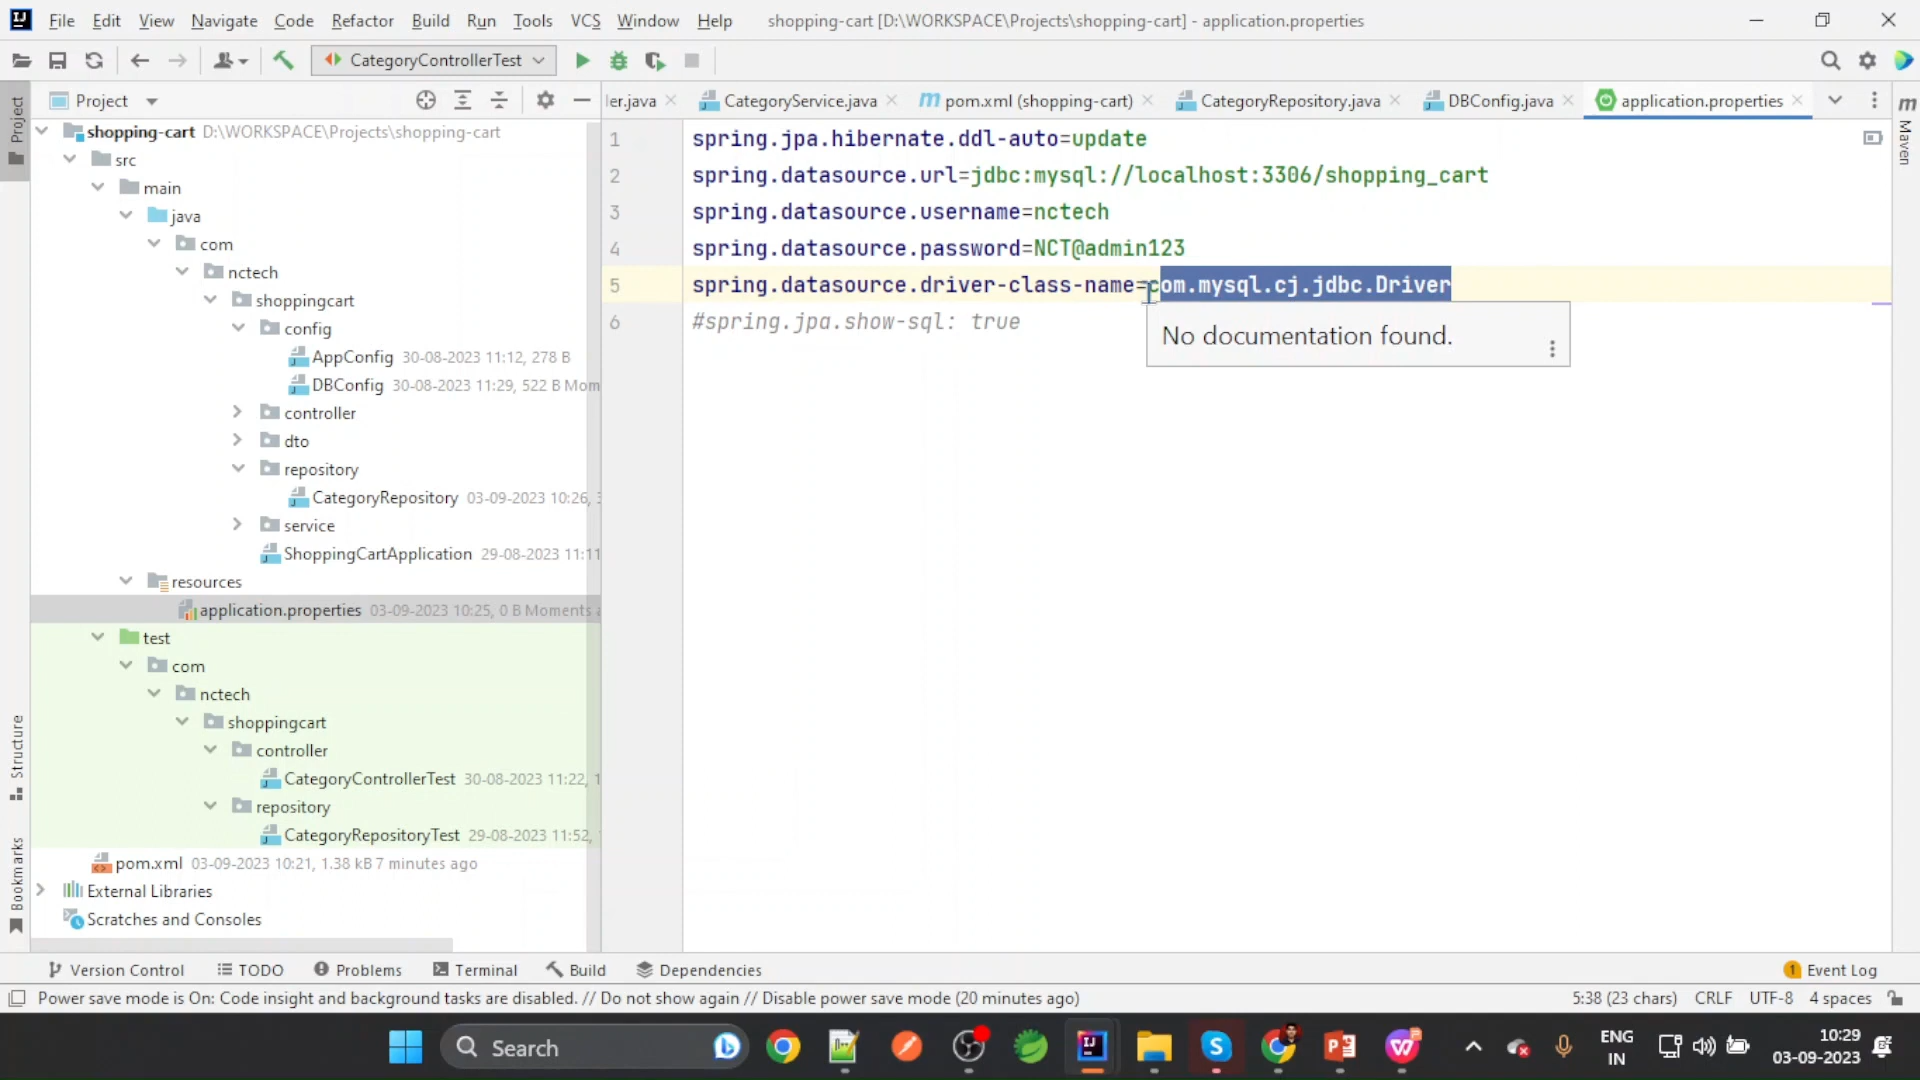 File Edit View Navigate Code Refactor Build Run Tools VCS Window Help shopping-cart [D:\WORKSPACE\Projects\shopping-cart] - application.properties
CategoryControllerTest
Project
ler.java CategoryService.java pom.xml (shopping-cart) CategoryRepository.java DBConfig.java application.properties
Project
Maven
shopping-cart D:\WORKSPACE\Projects\shopping-cart
src
main
java
com
nctech
shoppingcart
config
AppConfig 30-08-2023 11:12, 278 B
DBConfig 30-08-2023 11:29, 522 B Mom
controller
dto
repository
CategoryRepository 03-09-2023 10:26,
service
ShoppingCartApplication 29-08-2023 11:11
resources
application.properties 03-09-2023 10:25, 0 B Moments a
test
com
nctech
shoppingcart
controller
CategoryControllerTest 30-08-2023 11:22, 1
repository
CategoryRepositoryTest 29-08-2023 11:52,
pom.xml 03-09-2023 10:21, 1.38 kB 7 minutes ago
External Libraries
Scratches and Consoles
Structure
Bookmarks
1 spring.jpa.hibernate.ddl-auto=update
2 spring.datasource.url=jdbc:mysql://localhost:3306/shopping_cart
3 spring.datasource.username=nctech
4 spring.datasource.password=NCT@admin123
5 spring.datasource.driver-class-name=com.mysql.cj.jdbc.Driver
6 #spring.jpa.show-sql: true
No documentation found.
Version Control TODO Problems Terminal Build Dependencies 1 Event Log
Power save mode is On: Code insight and background tasks are disabled. // Do not show again // Disable power save mode (20 minutes ago) 5:38 (23 chars) CRLF UTF-8 4 spaces
Search
ENG
IN
10:29
03-09-2023